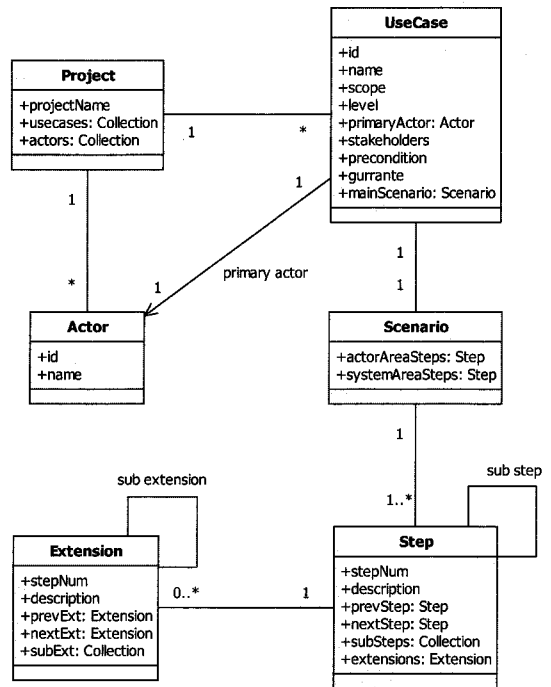 UseCase
+id
+name
+scope
+level
+primaryActor: Actor
+stakeholders
+precondition
+gurrante
+mainScenario: Scenario
Project
+projectName
+usecases: Collection
+actors: Collection
1
*
1
*
1
1
primary actor
1
1
Actor
+id
+name
Scenario
+actorAreaSteps: Step
+systemAreaSteps: Step
1
1..*
sub extension
sub step
Extension
+stepNum
+description
+prevExt: Extension
+nextExt: Extension
+subExt: Collection
0..*
1
Step
+stepNum
+description
+prevStep: Step
+nextStep: Step
+subSteps: Collection
+extensions: Extension